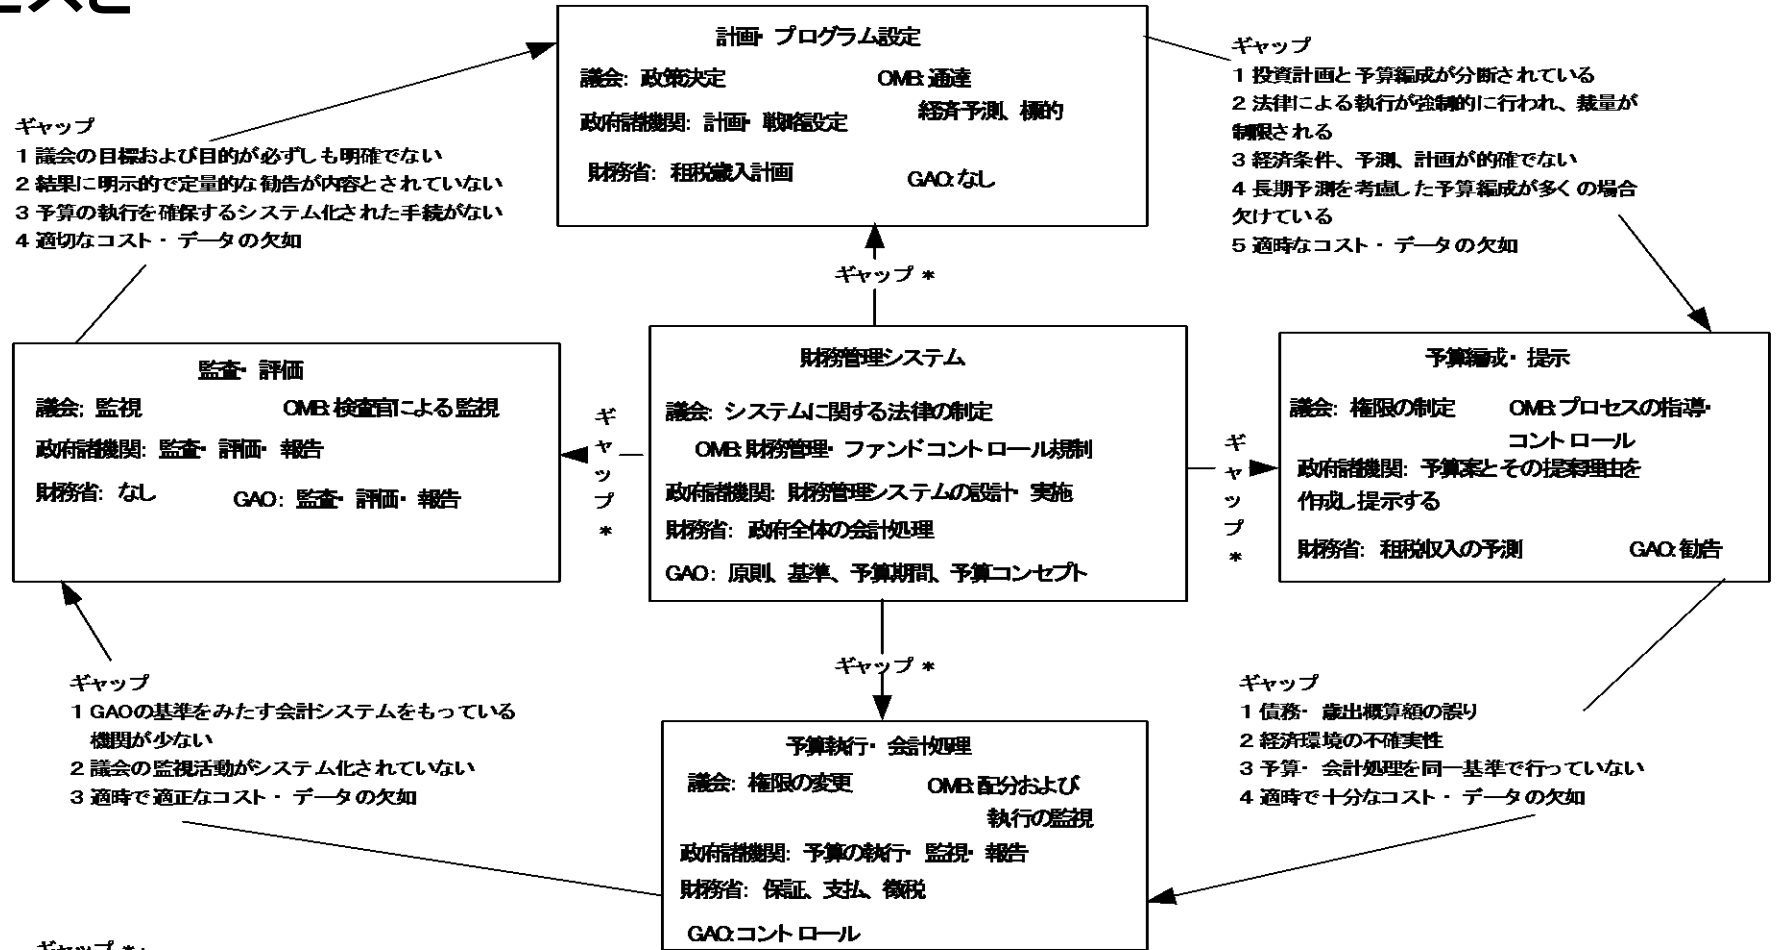 計画・プログラム設定
議会: 政策決定
OMB: 通達
経済予測、標的
政府諸機関: 計画・戦略設定
財務省: 租税歳入計画
GAO: なし
ギャップ
1 投資計画と予算編成が分断されている
2 法律による執行が強制的に行われ、裁量が
制限される
3 経済条件、予測、計画が的確でない
4 長期予測を考慮した予算編成が多くの場合
欠けている
5 適時なコスト・データの欠如
ギャップ
1 議会の目標および目的が必ずしも明確でない
2 結果に明示的で定量的な勧告が内容とされていない
3 予算の執行を確保するシステム化された手続がない
4 適切なコスト・データの欠如
ギャップ *
監査・評価
議会; 監視
OMB: 検査官による監視
政府諸機関: 監査・評価・報告
財務省: なし
GAO: 監査・評価・報告
ギャップ *
財務管理システム
議会: システムに関する法律の制定
OMB: 財務管理・ファンドコントロール規制
政府諸機関: 財務管理システムの設計・実施
財務省: 政府全体の会計処理
GAO: 原則、基準、予算期間、予算コンセプト
ギャップ *
予算編成・提示
議会: 権限の制定
OMB: プロセスの指導・
コントロール
政府諸機関: 予算案とその提案理由を
作成し提示する
財務省: 租税収入の予測
GAO: 勧告
ギャップ *
ギャップ
1 GAOの基準をみたす会計システムをもっている
機関が少ない
2 議会の監視活動がシステム化されていない
3 適時で適正なコスト・データの欠如
予算執行・会計処理
議会: 権限の変更
OMB: 配分および
執行の監視
政府諸機関: 予算の執行・監視・報告
財務省: 保証、支払、徴税
GAO: コントロール
ギャップ
1 債務・歳出概算額の誤り
2 経済環境の不確実性
3 予算・会計処理を同一基準で行っていない
4 適時で十分なコスト・データの欠如
ギャップ *: